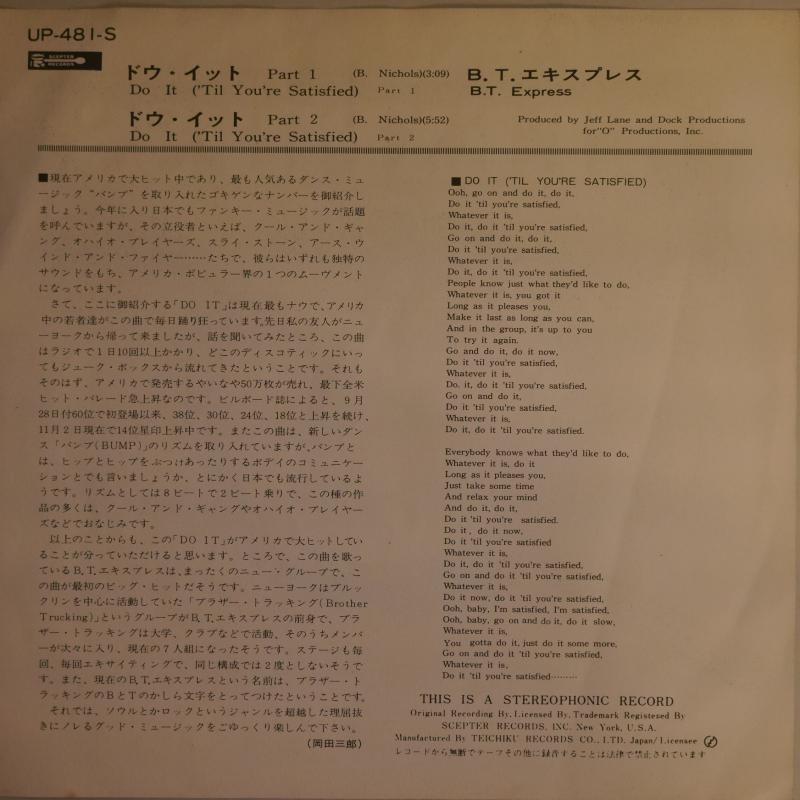 UP-481-S
SCEPTER RECORDS
ドウ・イット Part 1 (B. Nichols)(3:09) B.T.エキスプレス
Do It ('Til You're Satisfied) Part 1 B.T. Express
ドウ・イット Part 2 (B. Nichols)(5:52)
Do It ('Til You're Satisfied) Part 2
Produced by Jeff Lane and Dock Productions
for"O" Productions, Inc.
■現在アメリカで大ヒット中であり、最も人気あるダンス・ミュ
ージック“バンプ”を取り入れたゴキゲンなナンバーを御紹介し
ましょう。今年に入り日本でもファンキー・ミュージックが話題
を呼んでいますが、その立役者といえば、クール・アンド・ギャ
ング、オハイオ・プレイヤーズ、スライ・ストーン、アース・ウ
インド・アンド・ファイヤー……たちで、彼らはいずれも独特の
サウンドをもち、アメリカ・ポピュラー界の1つのムーヴメント
になっています。
さて、ここに御紹介する「DO IT」は現在最もナウで、アメリカ
中の若者達がこの曲で毎日踊り狂っています。先日私の友人がニュ
ーヨークから帰って来ましたが、話を聞いてみたところ、この曲
はラジオで1日10回以上かかり、どこのディスコティックにいっ
てもジューク・ボックスから流れてきたということです。それも
そのはず、アメリカで発売するやいなや50万枚が売れ、最下全米
ヒット・パレード急上昇なのです。ビルボード誌によると、9月
28日付60位で初登場以来、38位、30位、24位、18位と上昇を続け、
11月2日現在で14位星印上昇中です。またこの曲は、新しいダン
ス「バンプ(BUMP)」のリズムを取り入れていますが、バンプと
は、ヒップとヒップをぶつけあったりするボデイのコミュニケー
ションとでも言いましょうか、とにかく日本でも流行しているよ
うです。リズムとしては8ビートで2ビート乗りで、この種の作
品の多くは、クール・アンド・ギャングやオハイオ・プレイヤー
ズなどでおなじみです。
以上のことからも、この「DO IT」がアメリカで大ヒットしてい
ることが分っていただけると思います。ところで、この曲を歌っ
ているB.T.エキスプレスは、まったくのニュー・グループで、こ
の曲が最初のビッグ・ヒットだそうです。ニューヨークはブルッ
クリンを中心に活動していた「ブラザー・トラッキング(Brother
Trucking)」というグループがB.T.エキスプレスの前身で、ブラ
ザー・トラッキングは大学、クラブなどで活動、そのうちメンバ
ーが次々に入り、現在の7人組になったそうです。ステージも毎
回、毎回エキサイティングで、同じ構成では2度としないそうで
す。また、現在のB.T.エキスプレスという名前は、ブラザー・ト
ラッキングのBとTのかしら文字をとってつけたということです。
それでは、ソウルとかロックというジャンルを超越した理屈抜
きにノレるグッド・ミュージックをごゆっくり楽しんで下さい。
(岡田三郎)
■ DO IT ('TIL YOU'RE SATISFIED)
Ooh, go on and do it, do it,
Do it 'til you're satisfied,
Whatever it is,
Do it, do it 'til you're satisfied,
Go on and do it, do it,
Do it 'til you're satisfied,
Whatever it is,
Do it, do it 'til you're satisfied,
People know just what they'd like to do,
Whatever it is, you got it
Long as it pleases you,
Make it last as long as you can,
And in the group, it's up to you
To try it again.
Go and do it, do it now,
Do it 'til you're satisfied,
Whatever it is,
Do, it, do it 'til you're satisfied,
Go on and do it,
Do it 'til you're satisfied,
Whatever it is,
Do it, do it 'til you're satisfied.
Everybody knows what they'd like to do,
Whatever it is, do it
Long as it pleases you,
Just take some time
And relax your mind
And do it, do it,
Do it 'til you're satisfied.
Do it, do it now,
Do it 'til you're satisfied
Whatever it is,
Do it, do it 'til you're satisfied,
Go on and do it 'til you're satisfied,
Whatever it is,
Do it now, do it 'til you're satisfied,
Ooh, baby, I'm satisfied, I'm satisfied,
Ooh, baby, go on and do it, do it slow,
Whatever it is,
You gotta do it, just do it some more,
Go on and do it 'til you're satisfied,
Whatever it is,
Do it 'til you're satisfied………
THIS IS A STEREOPHONIC RECORD
Original Recording By, Licensed By, Trademark Registesed By
SCEPTER RECORDS, INC. New York, U.S.A.
Manufactured By TEICHIKU RECORDS CO., LTD. Japan/Licensee
レコードから無断でテープその他に録音することは法律で禁止されています